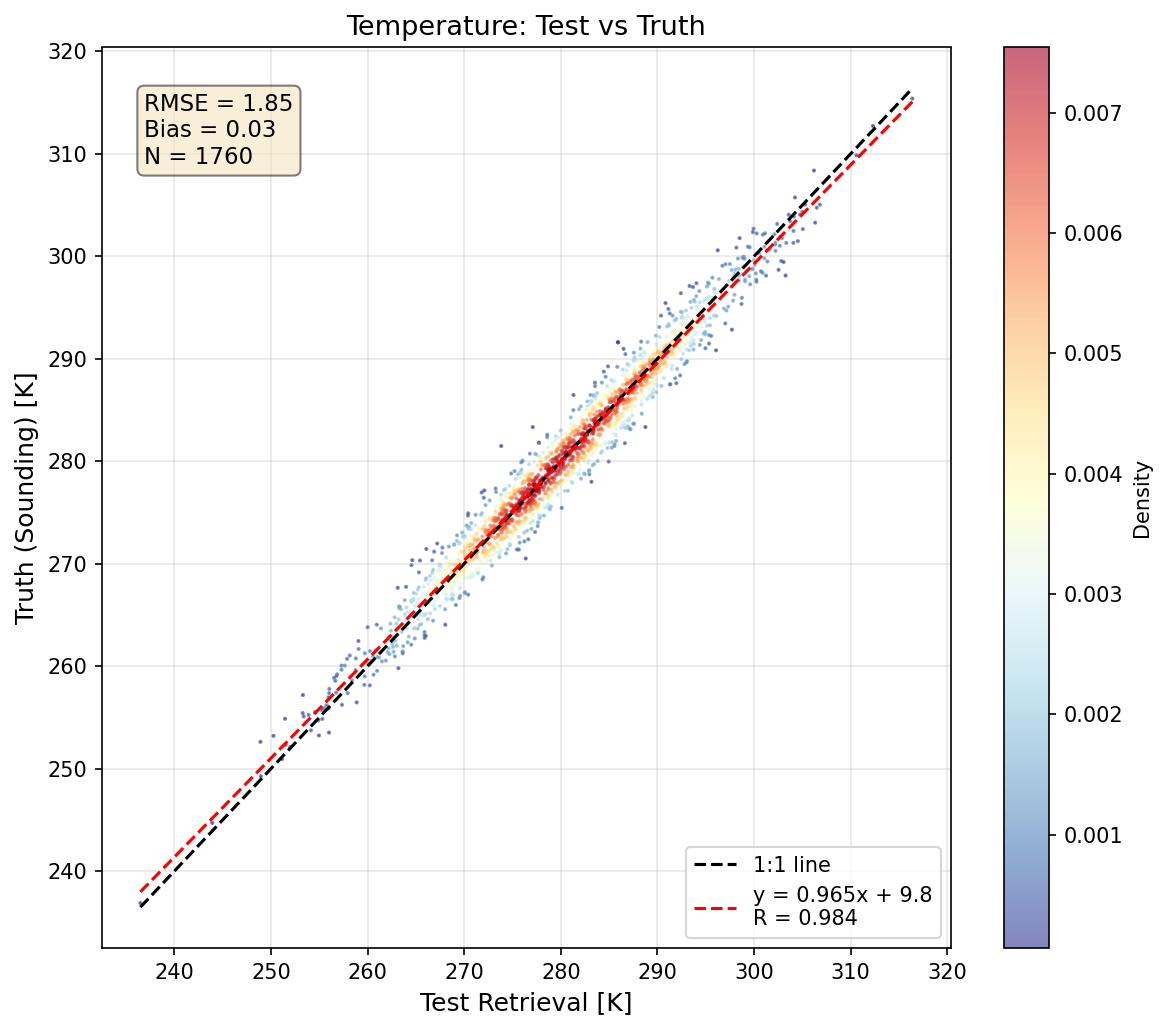 Temperature: Test vs Truth
RMSE = 1.85
Bias = 0.03
N = 1760
320
310
300
290
280
270
260
250
240
Truth (Sounding) [K]
240 250 260 270 280 290 300 310 320
Test Retrieval [K]
1:1 line
y = 0.965x + 9.8
R = 0.984
0.007
0.006
0.005
0.004
0.003
0.002
0.001
Density